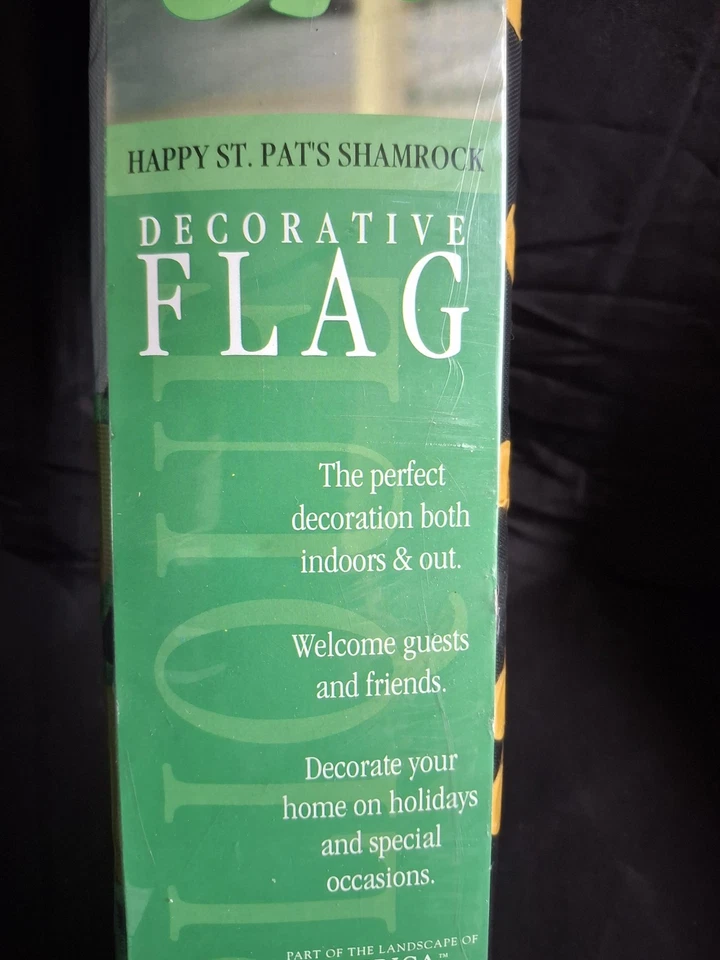 HAPPY ST. PAT'S SHAMROCK
DECORATIVE
FLAG
The perfect
decoration both
indoors & out.
Welcome guests
and friends.
Decorate your
home on holidays
and special
occasions.
PART OF THE LANDSCAPE OF